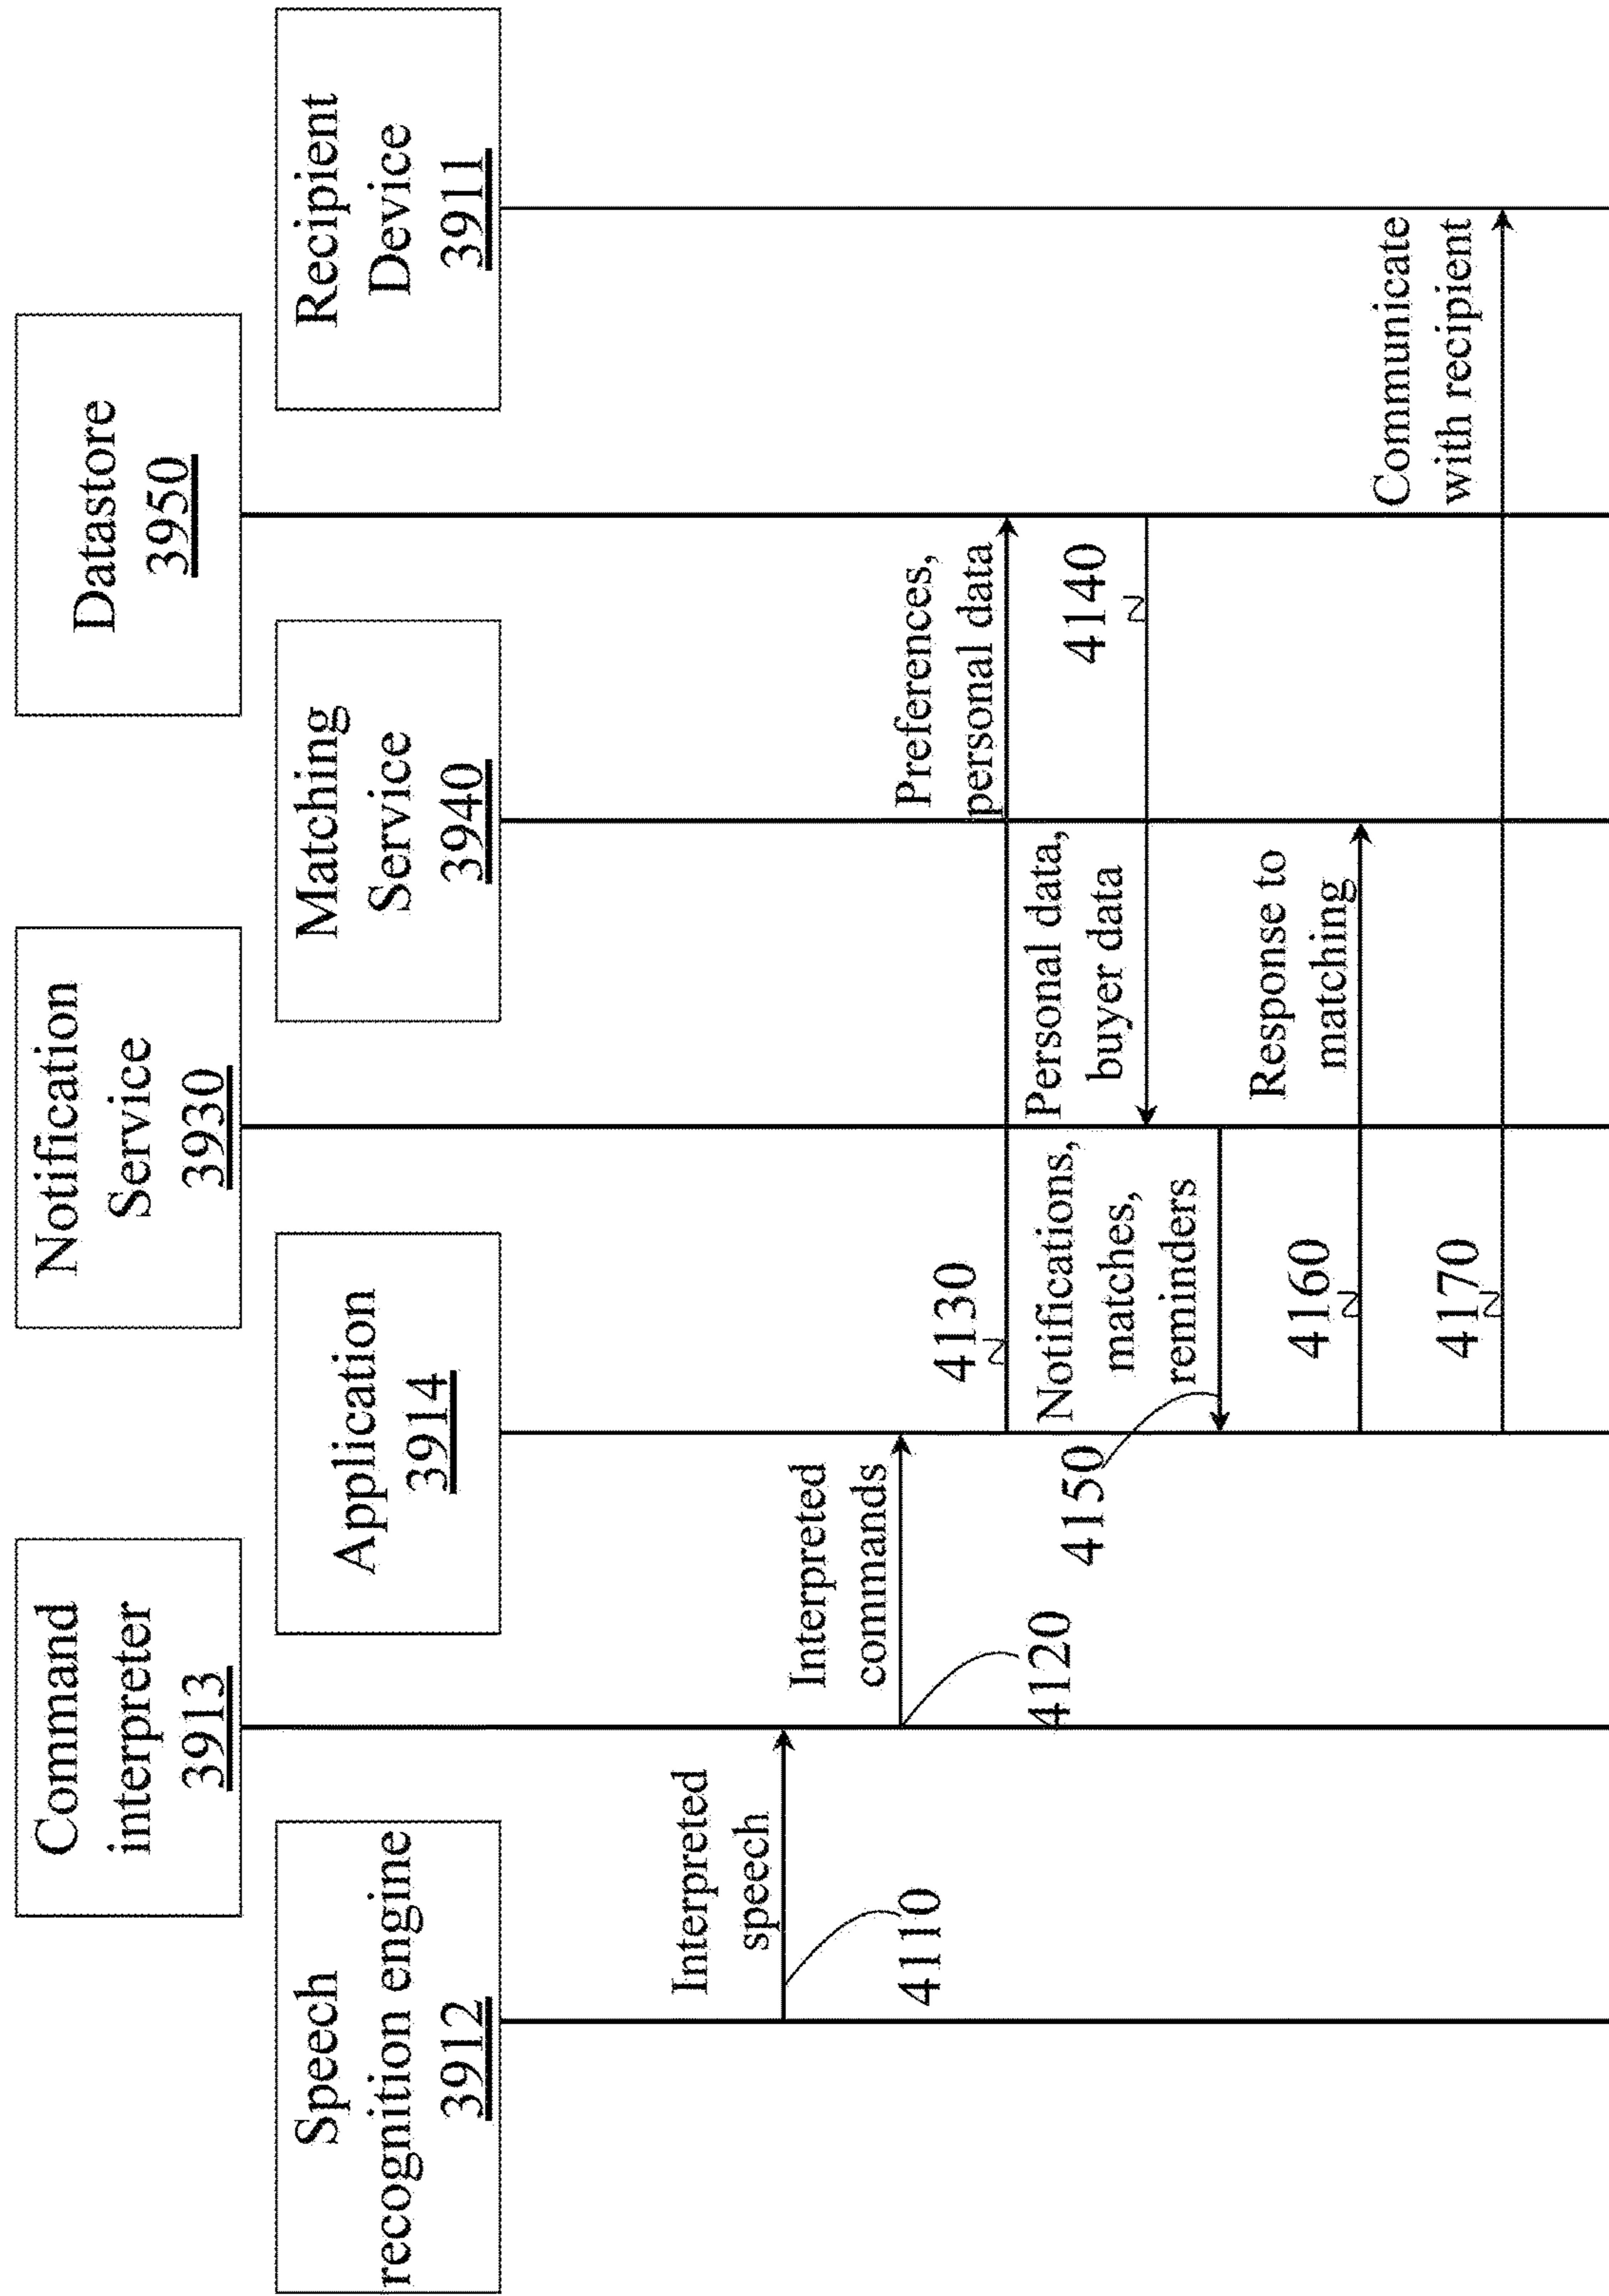 Command
interpreter
3913
Notification
Service
3930
Datastore
3950
Speech
recognition engine
3912
Application
3914
Matching
Service
3940
Recipient
Device
3911
Interpreted
speech
4110
Interpreted
commands
4120
Preferences,
personal data
4130
Personal data,
buyer data
4140
Notifications,
matches,
reminders
4150
Response to
matching
4160
Communicate
with recipient
4170